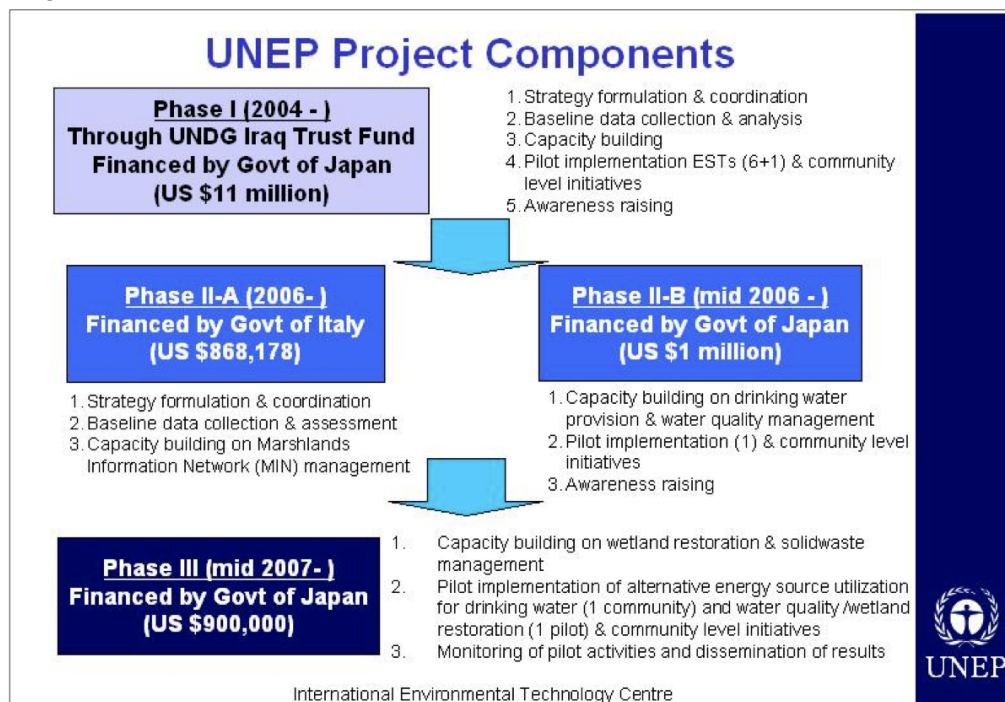 UNEP Project Components
Phase I (2004 - )
Through UNDG Iraq Trust Fund
Financed by Govt of Japan
(US $11 million)
1. Strategy formulation & coordination
2. Baseline data collection & analysis
3. Capacity building
4. Pilot implementation ESTs (6+1) & community
level initiatives
5. Awareness raising
Phase II-A (2006- )
Financed by Govt of Italy
(US $868,178)
1. Strategy formulation & coordination
2. Baseline data collection & assessment
3. Capacity building on Marshlands
Information Network (MIN) management
Phase II-B (mid 2006 - )
Financed by Govt of Japan
(US $1 million)
1. Capacity building on drinking water
provision & water quality management
2. Pilot implementation (1) & community level
initiatives
3. Awareness raising
Phase III (mid 2007- )
Financed by Govt of Japan
(US $900,000)
1. Capacity building on wetland restoration & solidwaste
management
2. Pilot implementation of alternative energy source utilization
for drinking water (1 community) and water quality /wetland
restoration (1 pilot) & community level initiatives
3. Monitoring of pilot activities and dissemination of results
UNEP
International Environmental Technology Centre